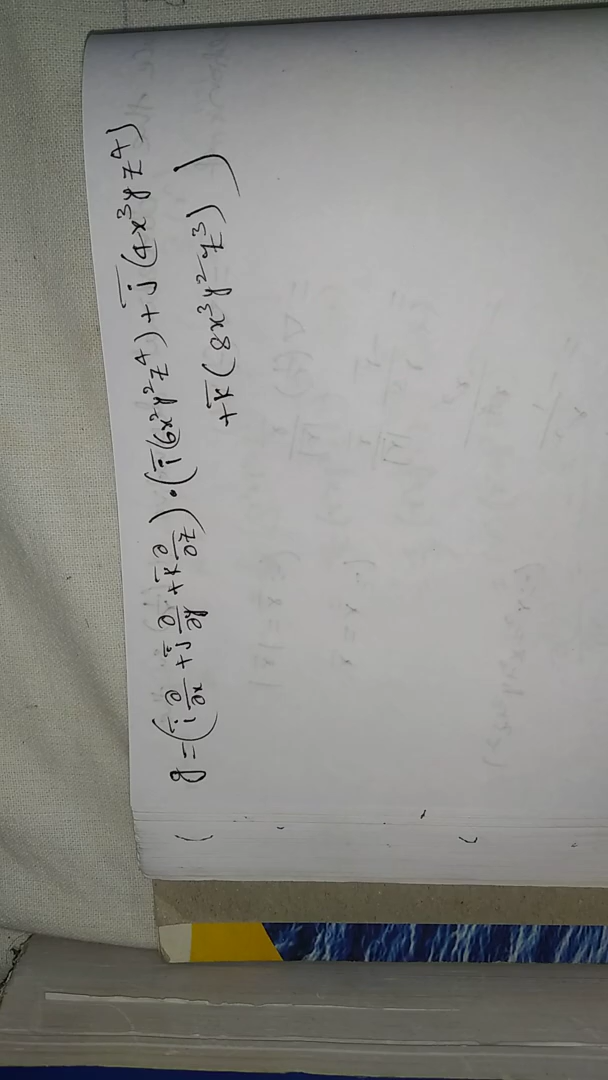 y = (i̅ ∂/∂x + j̅ ∂/∂y + k̅ ∂/∂z) · (i̅(6x²y²z⁴) + j̅(4x³yz⁴)
+ k̅(8x³y²z³))